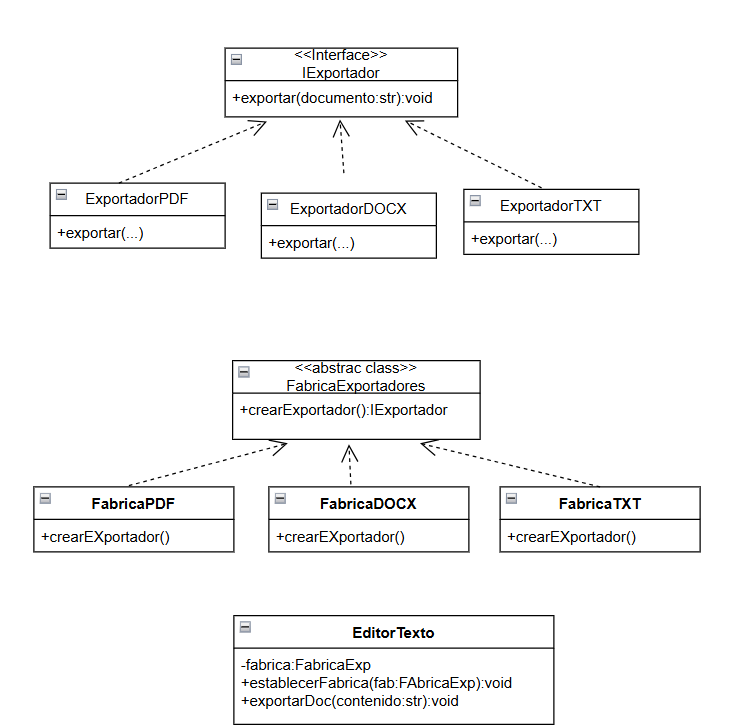 <<Interface>>
IExportador
+exportar(documento:str):void
ExportadorPDF
+exportar(...)
ExportadorDOCX
+exportar(...)
ExportadorTXT
+exportar(...)
<<abstrac class>>
FabricaExportadores
+crearExportador():IExportador
FabricaPDF
+crearEXportador()
FabricaDOCX
+crearEXportador()
FabricaTXT
+crearEXportador()
EditorTexto
-fabrica:FabricaExp
+establecerFabrica(fab:FAbricaExp):void
+exportarDoc(contenido:str):void